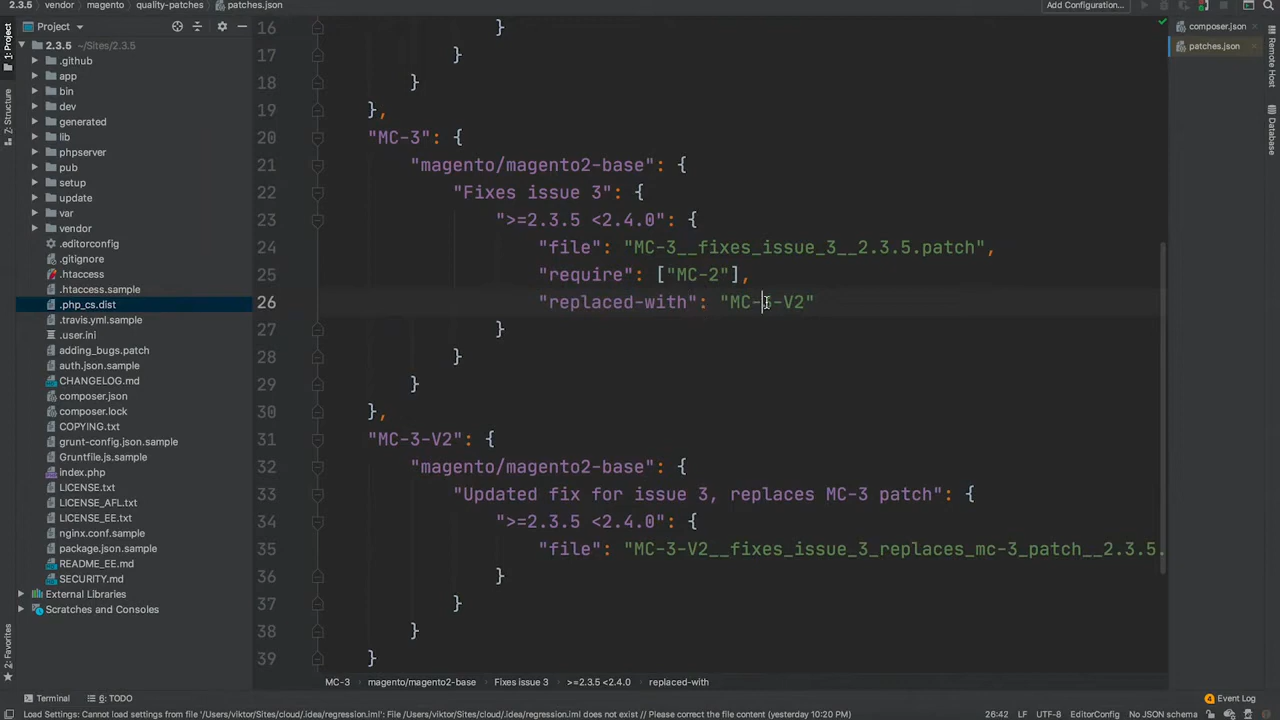 2.3.5 vendor magento quality-patches patches.json
Add Configuration...
Project
2.3.5 ~/Sites/2.3.5
.github
app
bin
dev
generated
lib
phpserver
pub
setup
update
var
vendor
.editorconfig
.gitignore
.htaccess
.htaccess.sample
.php_cs.dist
.travis.yml.sample
.user.ini
adding_bugs.patch
auth.json.sample
CHANGELOG.md
composer.json
composer.lock
COPYING.txt
grunt-config.json.sample
Gruntfile.js.sample
index.php
LICENSE.txt
LICENSE_AFL.txt
LICENSE_EE.txt
nginx.conf.sample
package.json.sample
README_EE.md
SECURITY.md
External Libraries
Scratches and Consoles
1: Project
7: Structure
2: Favorites
16 }
17 }
18 }
19 },
20 "MC-3": {
21 "magento/magento2-base": {
22 "Fixes issue 3": {
23 ">=2.3.5 <2.4.0": {
24 "file": "MC-3__fixes_issue_3__2.3.5.patch",
25 "require": ["MC-2"],
26 "replaced-with": "MC-3-V2"
27 }
28 }
29 }
30 },
31 "MC-3-V2": {
32 "magento/magento2-base": {
33 "Updated fix for issue 3, replaces MC-3 patch": {
34 ">=2.3.5 <2.4.0": {
35 "file": "MC-3-V2__fixes_issue_3_replaces_mc-3_patch__2.3.5.
36 }
37 }
38 }
39 }
composer.json
patches.json
Remote Host
Database
MC-3 magento/magento2-base Fixes issue 3 >=2.3.5 <2.4.0 replaced-with
Terminal 6: TODO
Event Log
Load Settings: Cannot load settings from file '/Users/viktor/Sites/cloud/.idea/regression.iml': File /Users/viktor/Sites/cloud/.idea/regression.iml does not exist // Please correct the file content (yesterday 10:20 PM)
26:42 LF UTF-8 EditorConfig No JSON schema